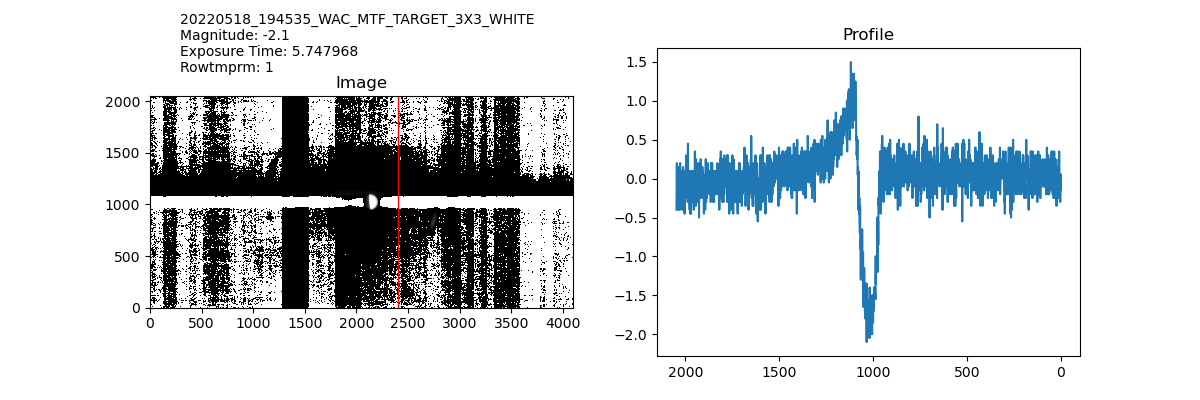 20220518_194535_WAC_MTF_TARGET_3X3_WHITE
Magnitude: -2.1
Exposure Time: 5.747968
Rowtmprm: 1
Image
2000
1500
1000
500
0
0 500 1000 1500 2000 2500 3000 3500 4000
Profile
1.5
1.0
0.5
0.0
−0.5
−1.0
−1.5
−2.0
2000 1500 1000 500 0